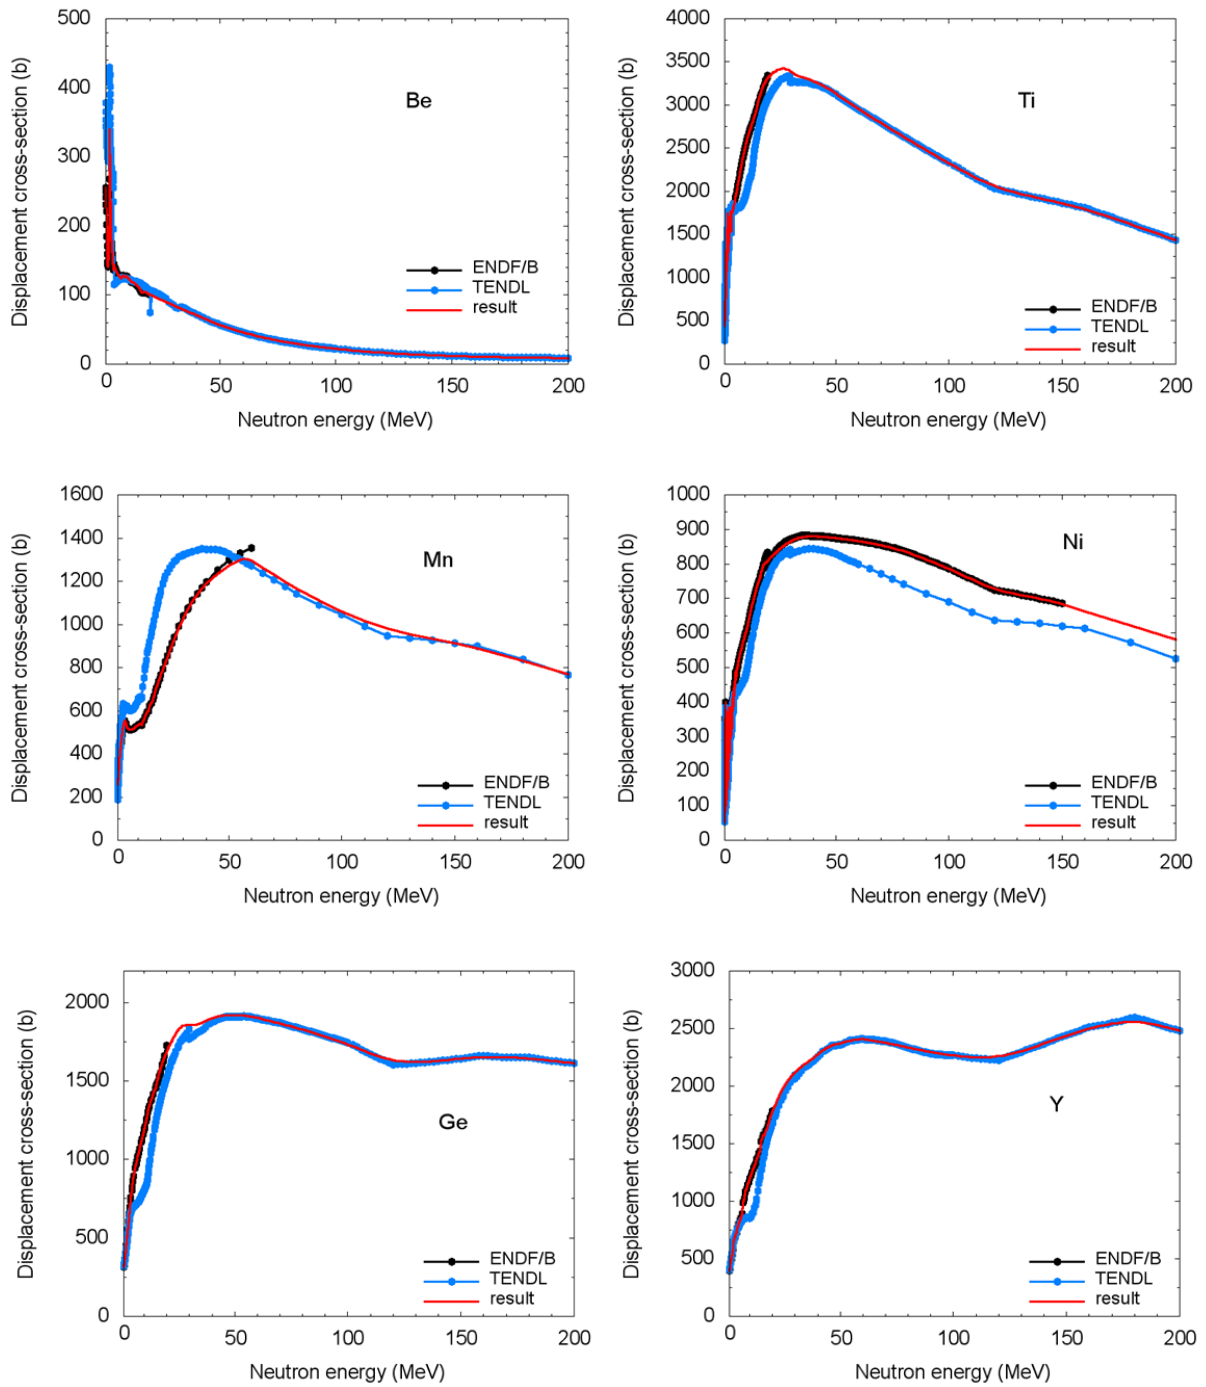 500
400
300
200
100
0
0
50
100
150
200
Displacement cross-section (b)
Neutron energy (MeV)
Be
ENDF/B
TENDL
result
4000
3500
3000
2500
2000
1500
1000
500
0
0
50
100
150
200
Displacement cross-section (b)
Neutron energy (MeV)
Ti
ENDF/B
TENDL
result
1600
1400
1200
1000
800
600
400
200
0
0
50
100
150
200
Displacement cross-section (b)
Neutron energy (MeV)
Mn
ENDF/B
TENDL
result
1000
900
800
700
600
500
400
300
200
100
0
0
50
100
150
200
Displacement cross-section (b)
Neutron energy (MeV)
Ni
ENDF/B
TENDL
result
2000
1500
1000
500
0
0
50
100
150
200
Displacement cross-section (b)
Neutron energy (MeV)
Ge
ENDF/B
TENDL
result
3000
2500
2000
1500
1000
500
0
0
50
100
150
200
Displacement cross-section (b)
Neutron energy (MeV)
Y
ENDF/B
TENDL
result